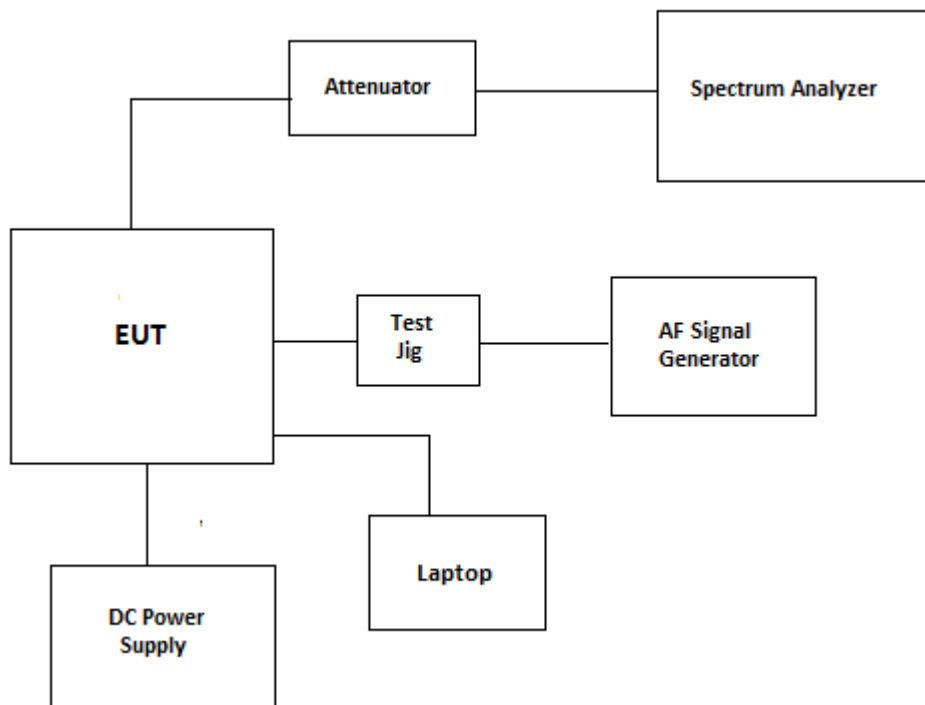 Attenuator
Spectrum Analyzer
EUT
Test
Jig
AF Signal
Generator
Laptop
DC Power
Supply